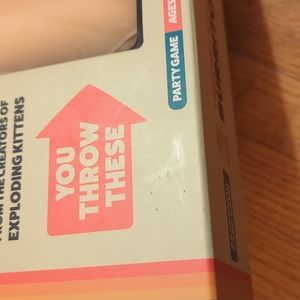 FROM THE CREATORS OF
EXPLODING KITTENS
YOU
THROW
THESE
PARTY GAME
AGES